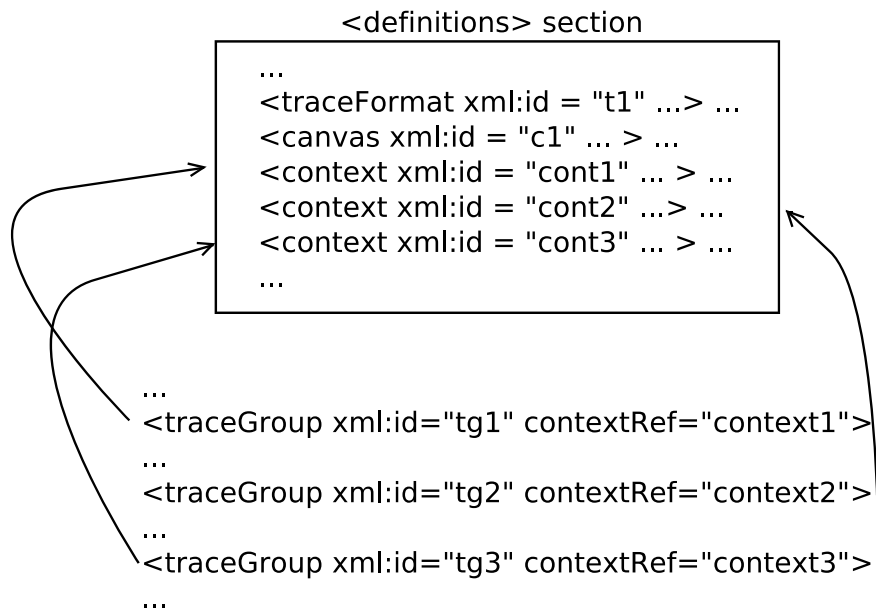 <definitions> section
...
<traceFormat xml:id = "t1" ...> ...
<canvas xml:id = "c1" ... > ...
<context xml:id = "cont1" ... > ...
<context xml:id = "cont2" ...> ...
<context xml:id = "cont3" ... > ...
...
...
<traceGroup xml:id="tg1" contextRef="context1">
...
<traceGroup xml:id="tg2" contextRef="context2">
...
<traceGroup xml:id="tg3" contextRef="context3">
...